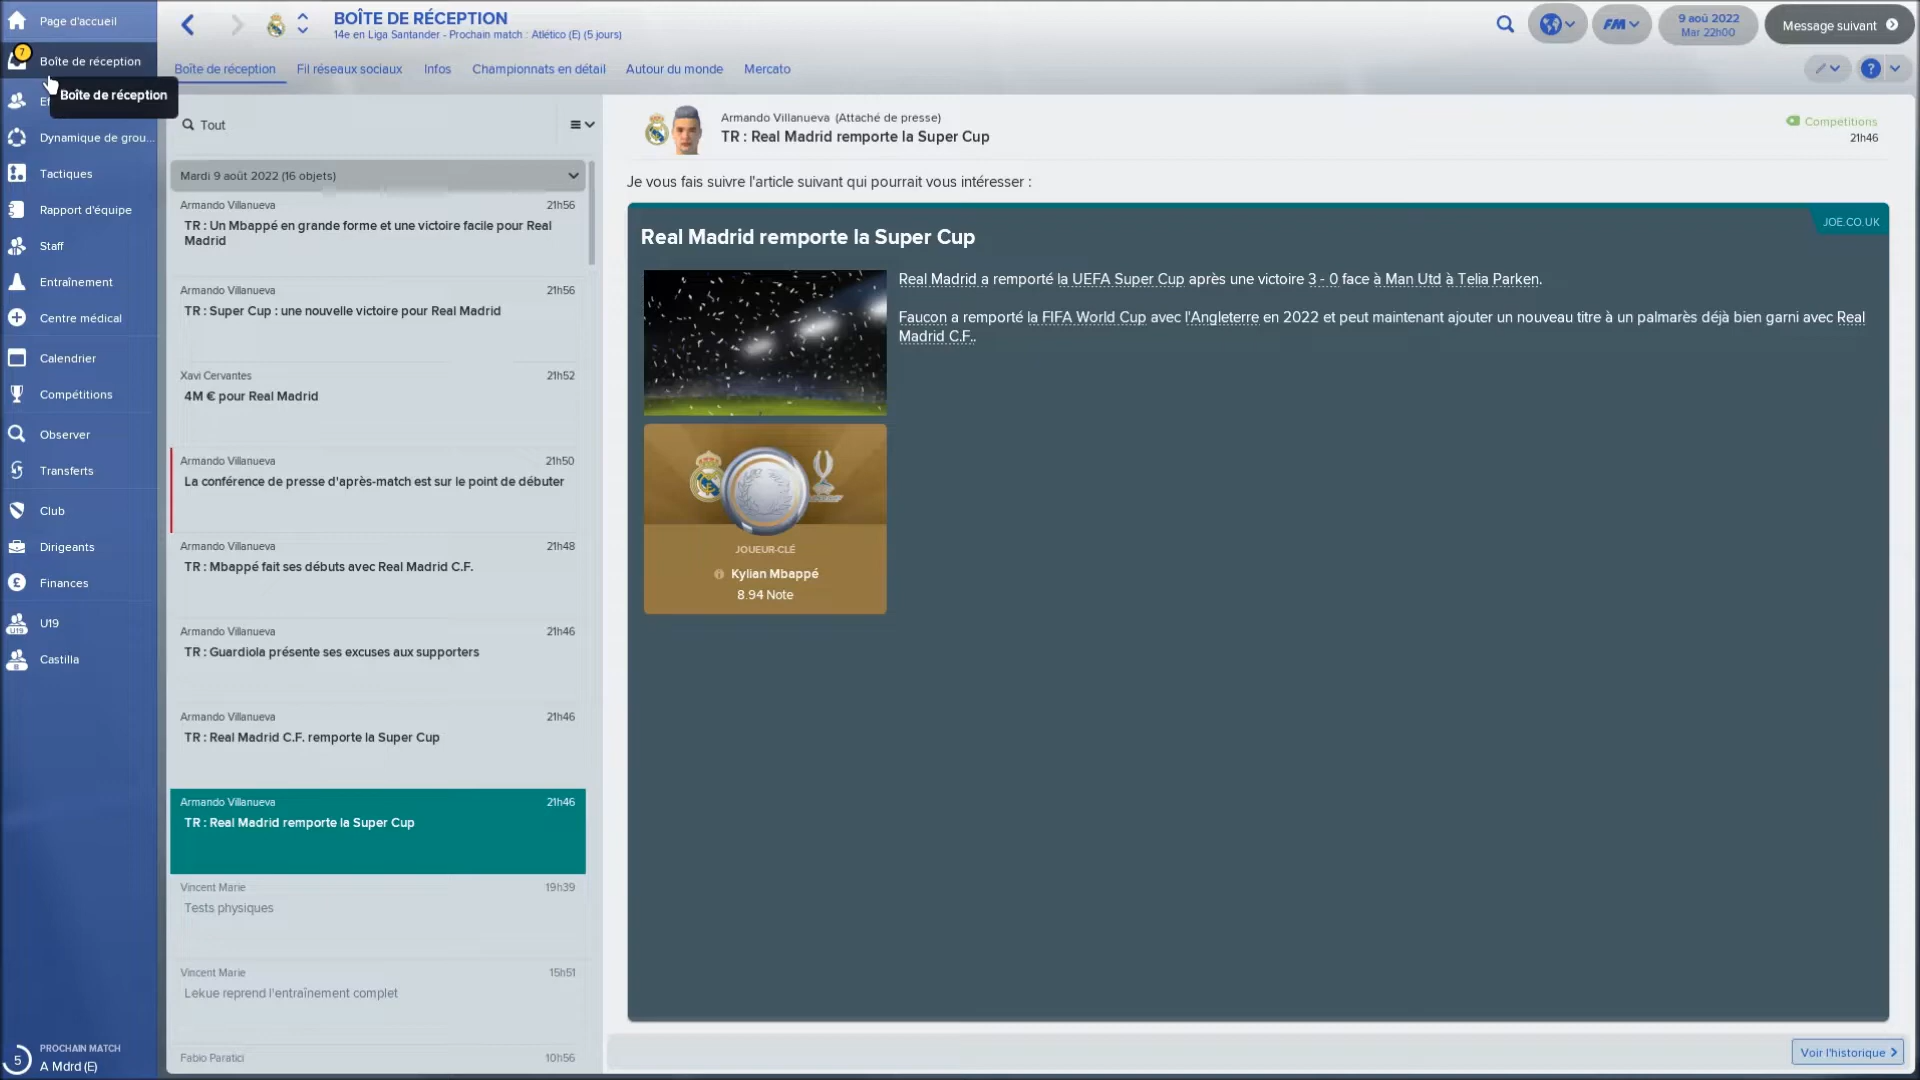 Page d'accueil
7
Boîte de réception
Boîte de réception
Dynamique de grou...
Tactiques
Rapport d'équipe
Staff
Entraînement
Centre médical
Calendrier
Compétitions
Observer
Transferts
Club
Dirigeants
Finances
U19
U19
Castilla
5
PROCHAIN MATCH
A Mdrd (E)
BOÎTE DE RÉCEPTION
14e en Liga Santander - Prochain match : Atlético (E) (5 jours)
FM
9 aoû 2022
Mar 22h00
Message suivant
Boîte de réception
Fil réseaux sociaux
Infos
Championnats en détail
Autour du monde
Mercato
?
Tout
Mardi 9 août 2022 (16 objets)
Armando Villanueva 21h56
TR : Un Mbappé en grande forme et une victoire facile pour Real
Madrid
Armando Villanueva 21h56
TR : Super Cup : une nouvelle victoire pour Real Madrid
Xavi Cervantes 21h52
4M € pour Real Madrid
Armando Villanueva 21h50
La conférence de presse d'après-match est sur le point de débuter
Armando Villanueva 21h48
TR : Mbappé fait ses débuts avec Real Madrid C.F.
Armando Villanueva 21h46
TR : Guardiola présente ses excuses aux supporters
Armando Villanueva 21h46
TR : Real Madrid C.F. remporte la Super Cup
Armando Villanueva 21h46
TR : Real Madrid remporte la Super Cup
Vincent Marie 19h39
Tests physiques
Vincent Marie 15h51
Lekue reprend l'entraînement complet
Fabio Paratici 10h56
Armando Villanueva (Attaché de presse)
TR : Real Madrid remporte la Super Cup
Compétitions
21h46
Je vous fais suivre l'article suivant qui pourrait vous intéresser :
JOE.CO.UK
Real Madrid remporte la Super Cup
Real Madrid a remporté la UEFA Super Cup après une victoire 3 - 0 face à Man Utd à Telia Parken.
Faucon a remporté la FIFA World Cup avec l'Angleterre en 2022 et peut maintenant ajouter un nouveau titre à un palmarès déjà bien garni avec Real
Madrid C.F..
JOUEUR-CLÉ
Kylian Mbappé
8.94 Note
Voir l'historique